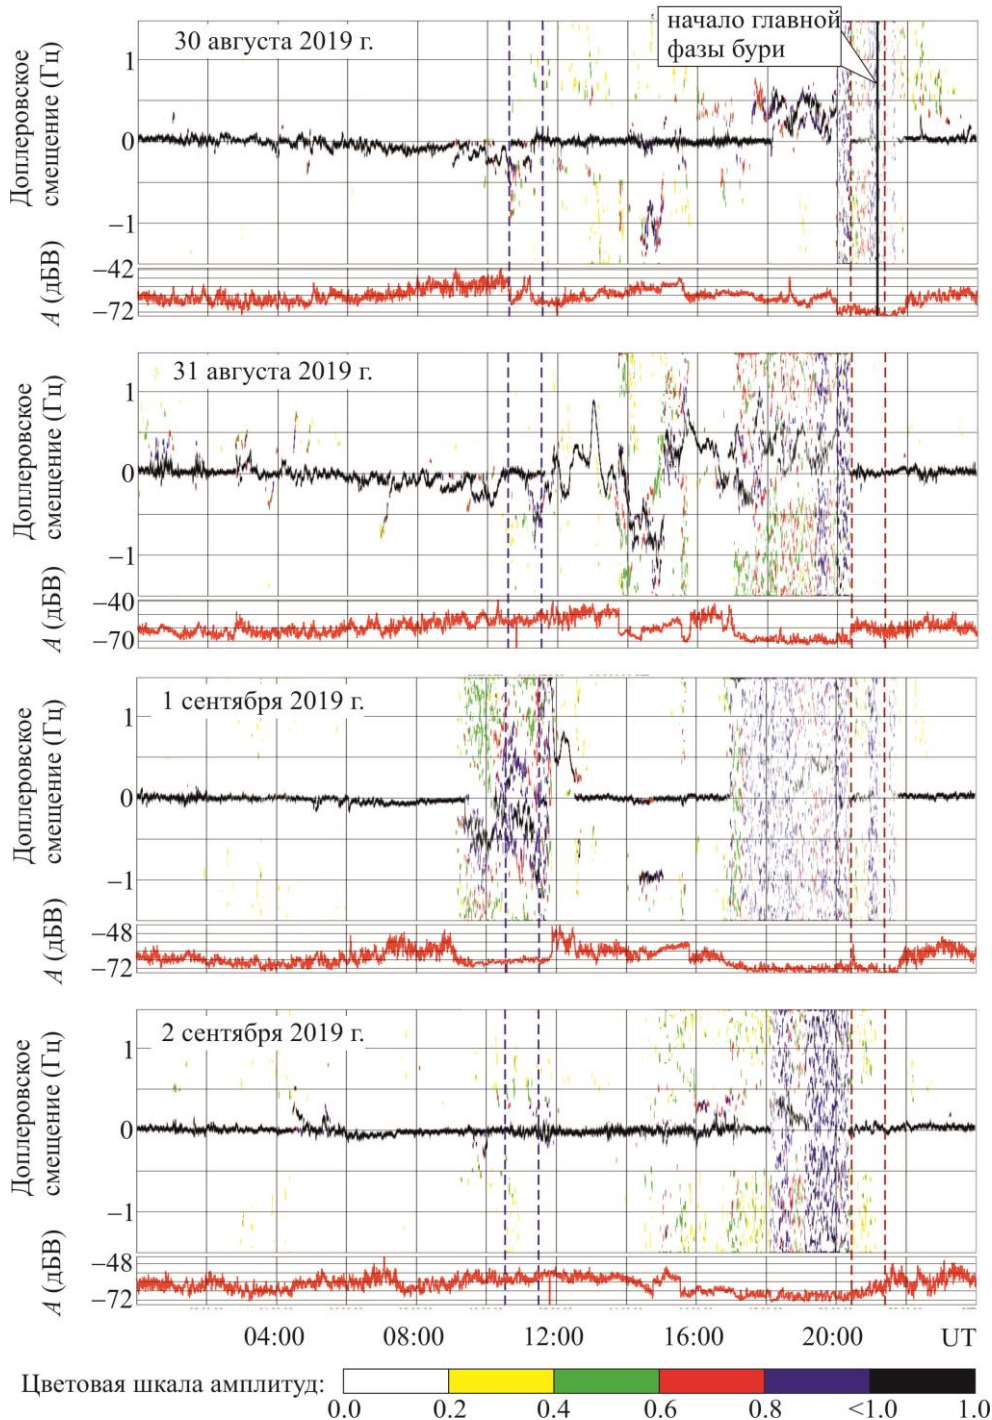 начало главной
фазы бури
30 августа 2019 г.
Доплеровское
смещение (Гц)
1
0
−1
A (дБВ)
−42
−72
31 августа 2019 г.
Доплеровское
смещение (Гц)
1
0
−1
A (дБВ)
−40
−70
1 сентября 2019 г.
Доплеровское
смещение (Гц)
1
0
−1
A (дБВ)
−48
−72
2 сентября 2019 г.
Доплеровское
смещение (Гц)
1
0
−1
A (дБВ)
−48
−72
04:00 08:00 12:00 16:00 20:00 UT
Цветовая шкала амплитуд:
0.0 0.2 0.4 0.6 0.8 <1.0 1.0